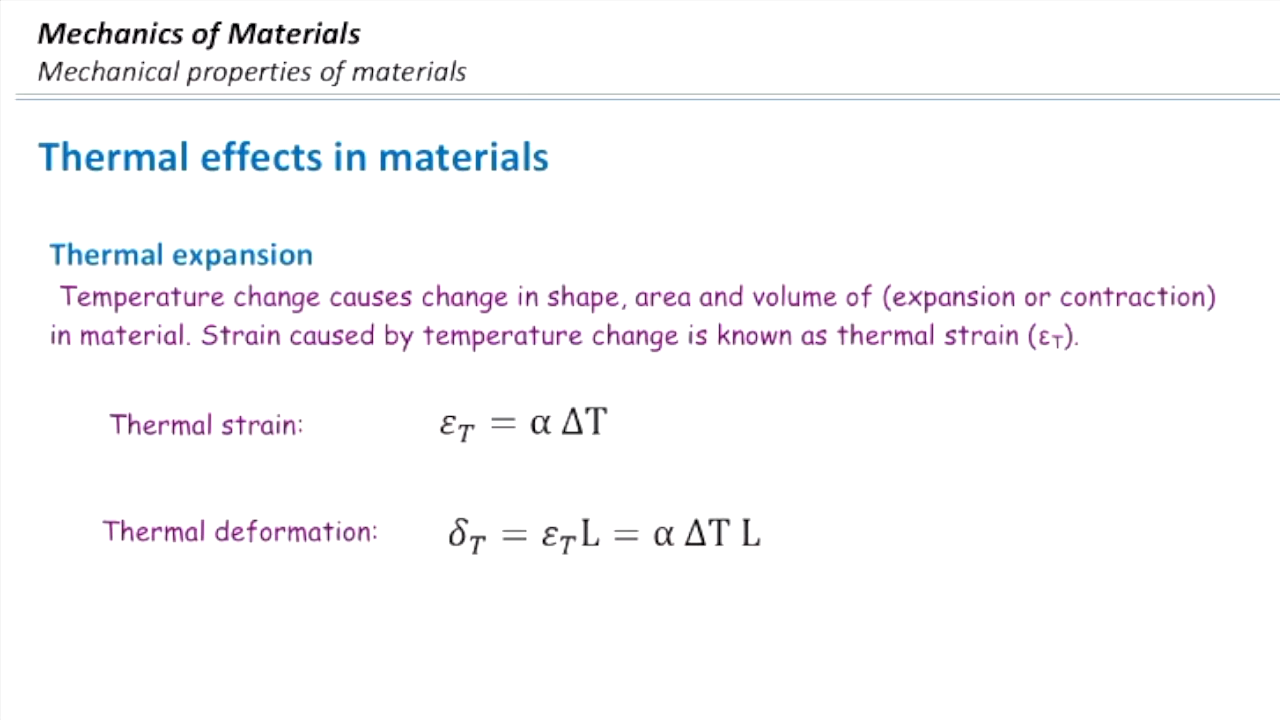 Mechanics of Materials
Mechanical properties of materials
Thermal effects in materials
Thermal expansion
Temperature change causes change in shape, area and volume of (expansion or contraction)
in material. Strain caused by temperature change is known as thermal strain (εT).
Thermal strain: εT = α ΔT
Thermal deformation: δT = εTL = α ΔT L